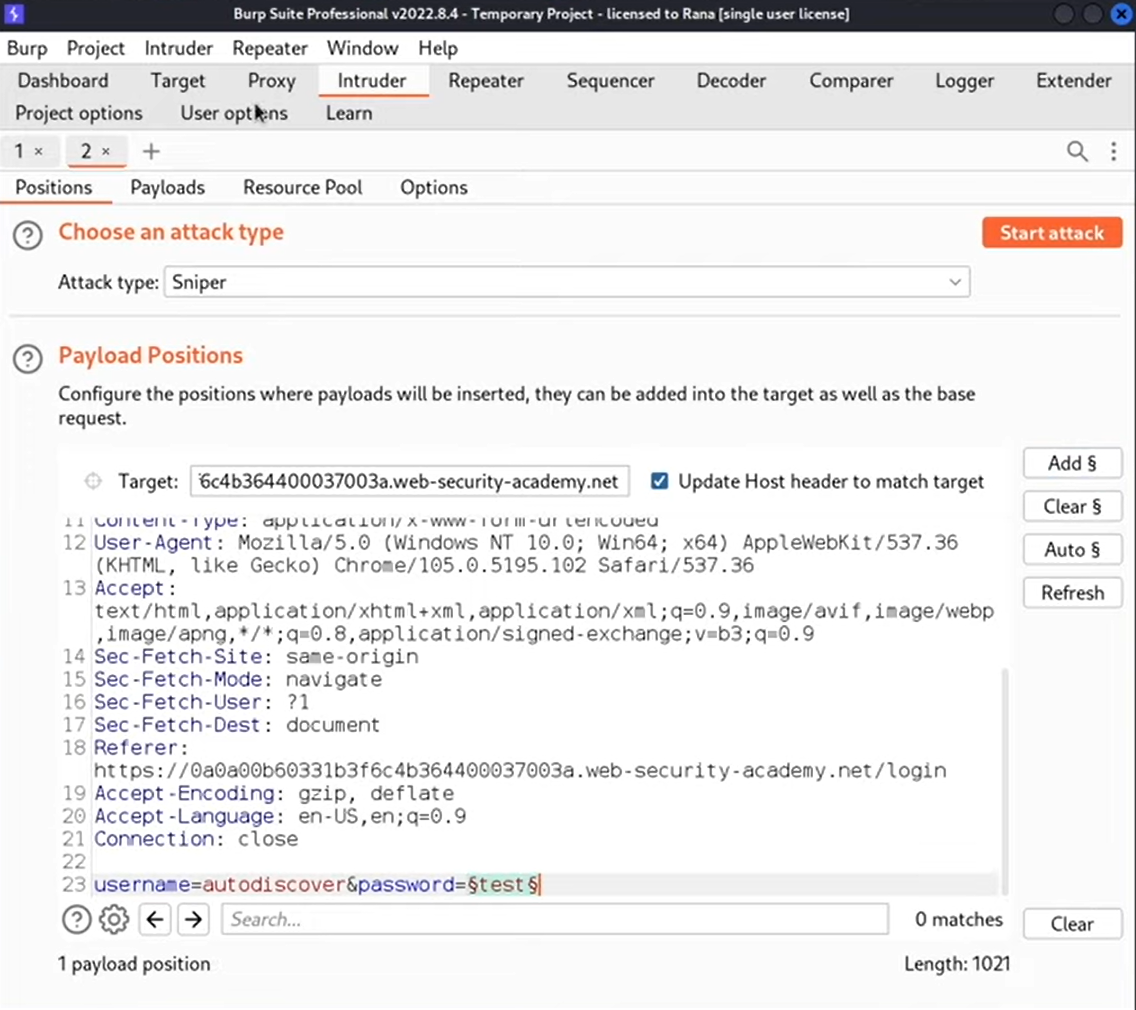 Burp Suite Professional v2022.8.4 - Temporary Project - licensed to Rana [single user license]
Burp Project Intruder Repeater Window Help
Dashboard Target Proxy Intruder Repeater Sequencer Decoder Comparer Logger Extender
Project options User options Learn
1 × 2 × +
Positions Payloads Resource Pool Options
? Choose an attack type Start attack
Attack type: Sniper
? Payload Positions
Configure the positions where payloads will be inserted, they can be added into the target as well as the base
request.
Add §
Target: 6c4b364400037003a.web-security-academy.net Update Host header to match target
Clear §
11 Content-Type: application/x-www-form-urlencoded
12 User-Agent: Mozilla/5.0 (Windows NT 10.0; Win64; x64) AppleWebKit/537.36
Auto §
(KHTML, like Gecko) Chrome/105.0.5195.102 Safari/537.36
13 Accept:
Refresh
text/html,application/xhtml+xml,application/xml;q=0.9,image/avif,image/webp
,image/apng,*/*;q=0.8,application/signed-exchange;v=b3;q=0.9
14 Sec-Fetch-Site: same-origin
15 Sec-Fetch-Mode: navigate
16 Sec-Fetch-User: ?1
17 Sec-Fetch-Dest: document
18 Referer:
https://0a0a00b60331b3f6c4b364400037003a.web-security-academy.net/login
19 Accept-Encoding: gzip, deflate
20 Accept-Language: en-US,en;q=0.9
21 Connection: close
22
23 username=autodiscover&password=§test§
? Search... 0 matches Clear
1 payload position Length: 1021